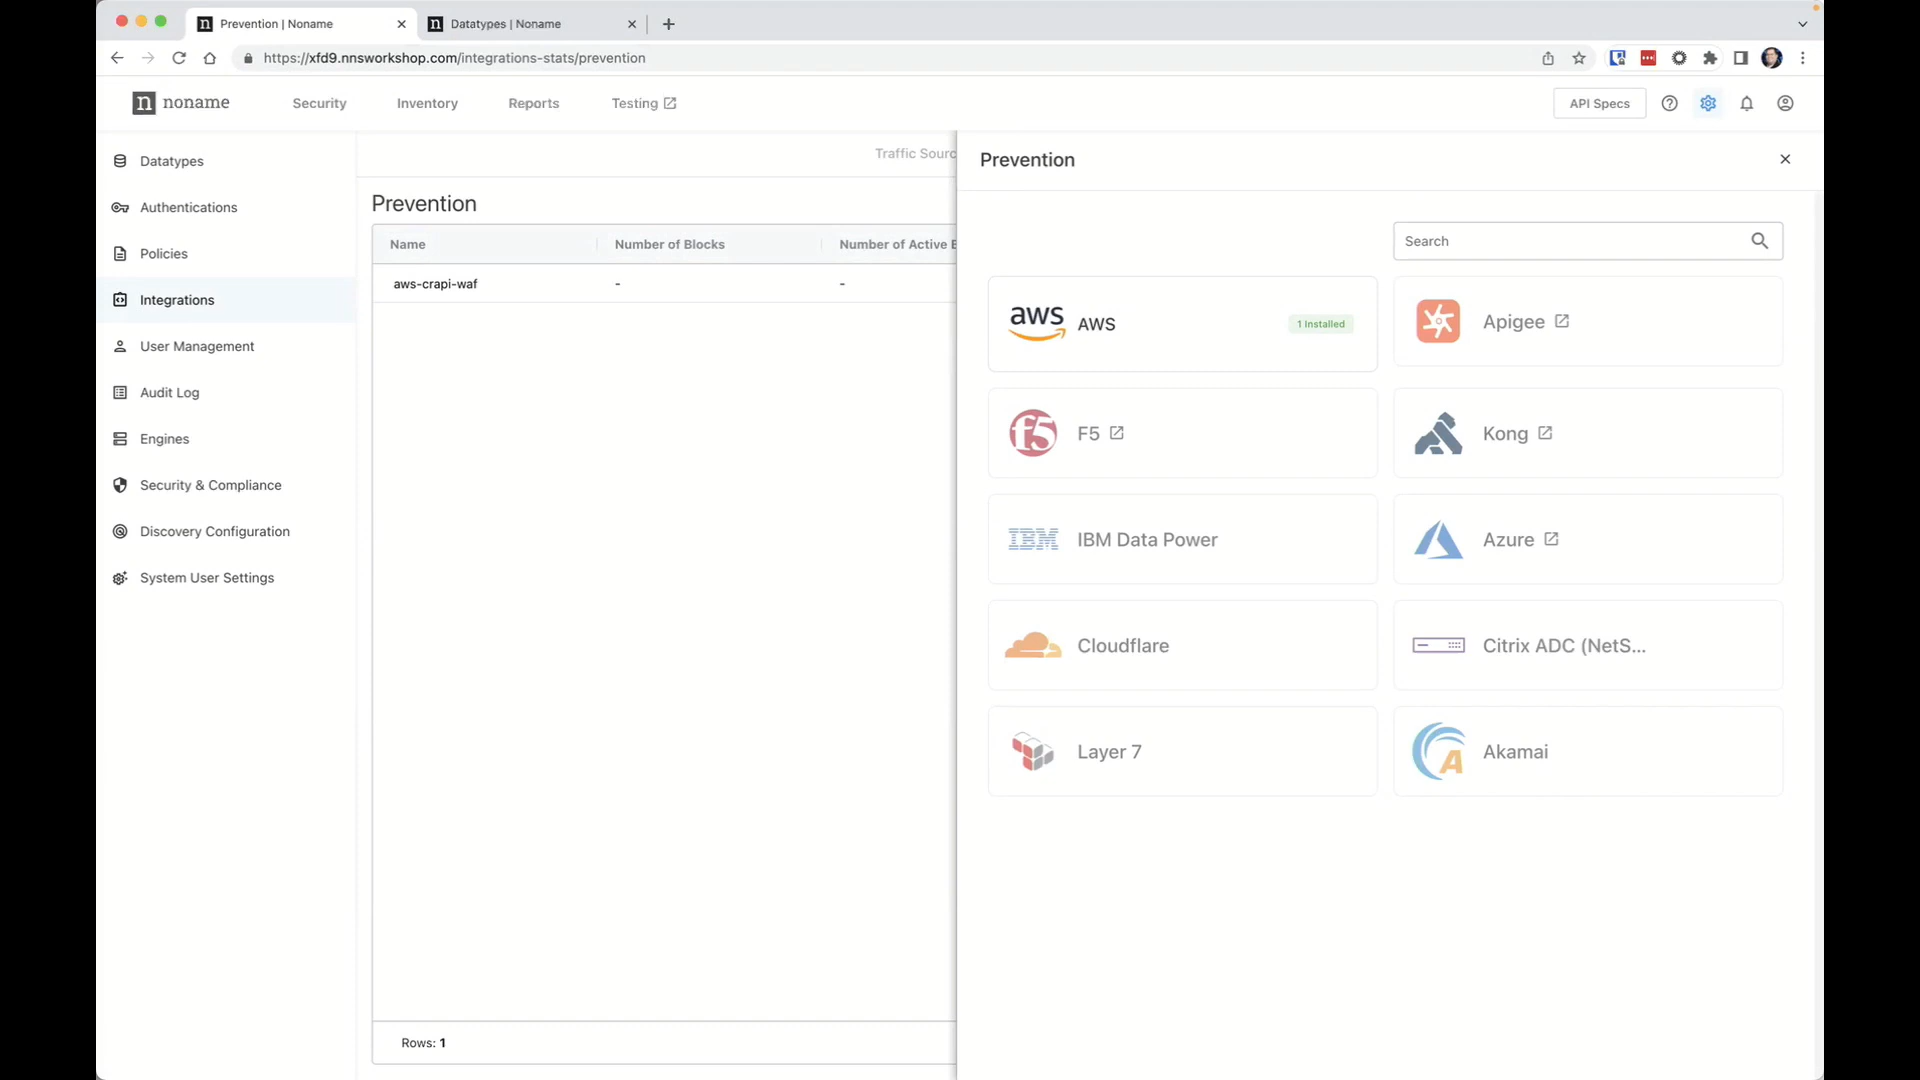 Prevention | Noname
Datatypes | Noname
https://xfd9.nnsworkshop.com/integrations-stats/prevention
n noname
Security
Inventory
Reports
Testing
API Specs
Datatypes
Authentications
Policies
Integrations
User Management
Audit Log
Engines
Security & Compliance
Discovery Configuration
System User Settings
Traffic Sourc
Prevention
Name
Number of Blocks
Number of Active B
aws-crapi-waf
-
-
Rows: 1
Prevention
Search
aws AWS
1 Installed
Apigee
f5 F5
Kong
IBM IBM Data Power
Azure
Cloudflare
Citrix ADC (NetS...
Layer 7
A Akamai